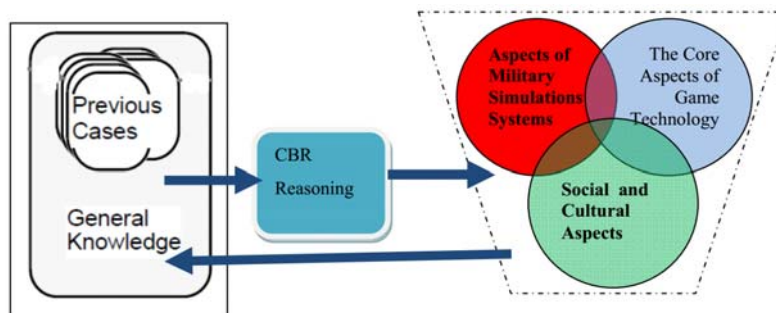 Previous
Cases
General
Knowledge
CBR
Reasoning
Aspects of
Military
Simulations
Systems
The Core
Aspects of
Game
Technology
Social and
Cultural
Aspects